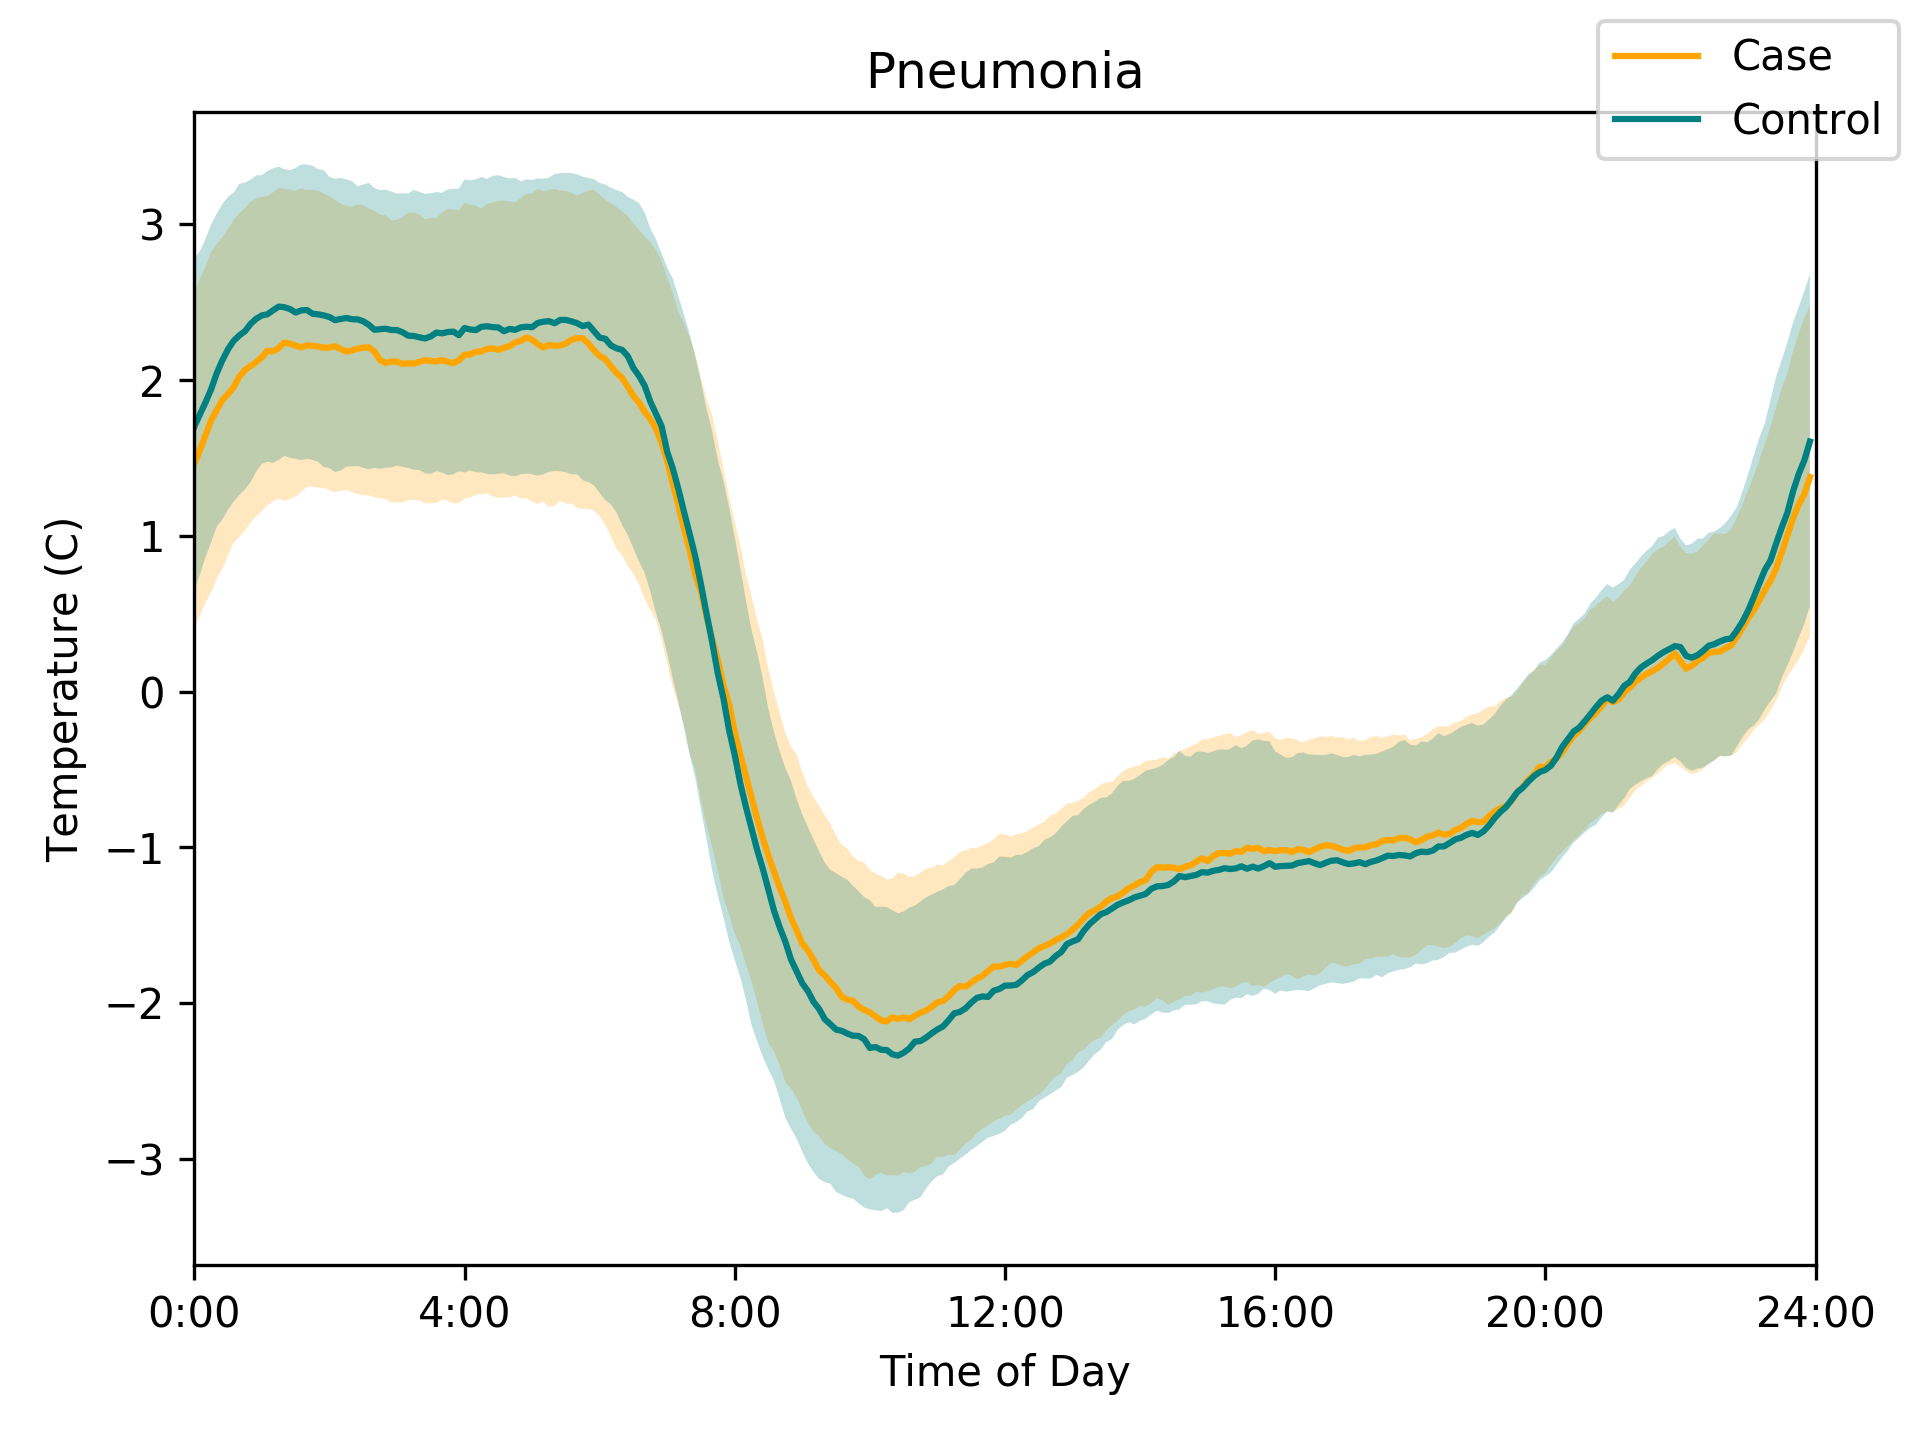 Pneumonia
Case
Control
3
2
1
0
−1
−2
−3
Temperature (C)
0:00 4:00 8:00 12:00 16:00 20:00 24:00
Time of Day